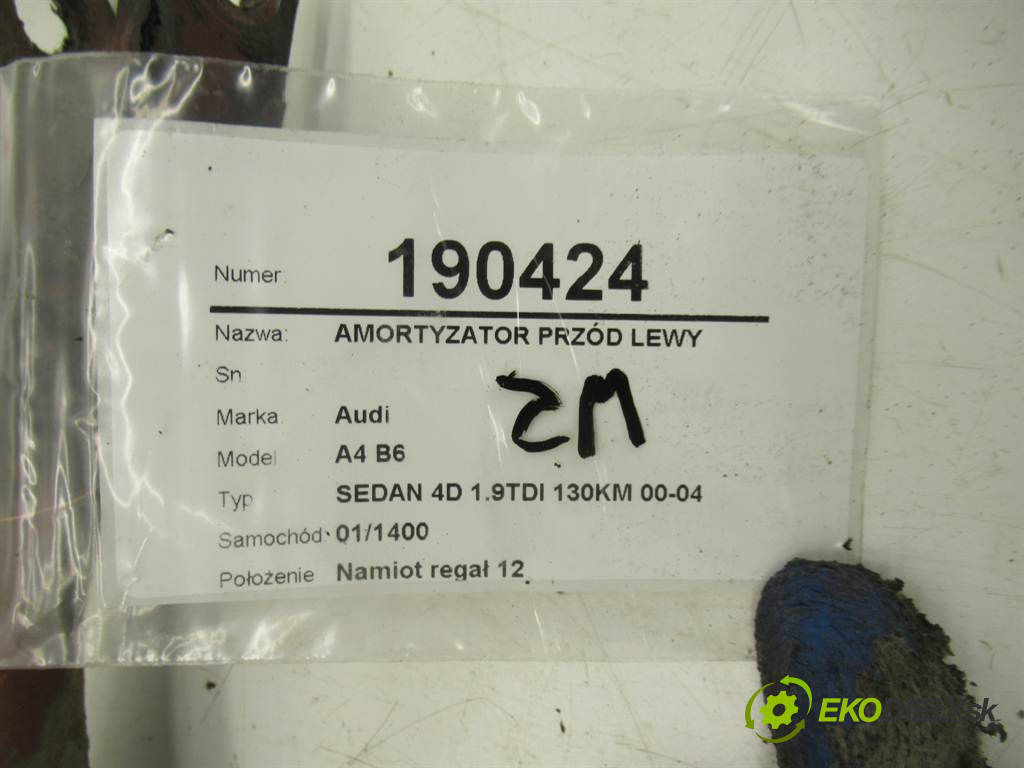 Numer: 190424
Nazwa: AMORTYZATOR PRZÓD LEWY
Sn
Marka Audi
ZM
Model A4 B6
Typ SEDAN 4D 1.9TDI 130KM 00-04
Samochód: 01/1400
Położenie Namiot regał 12
EKO